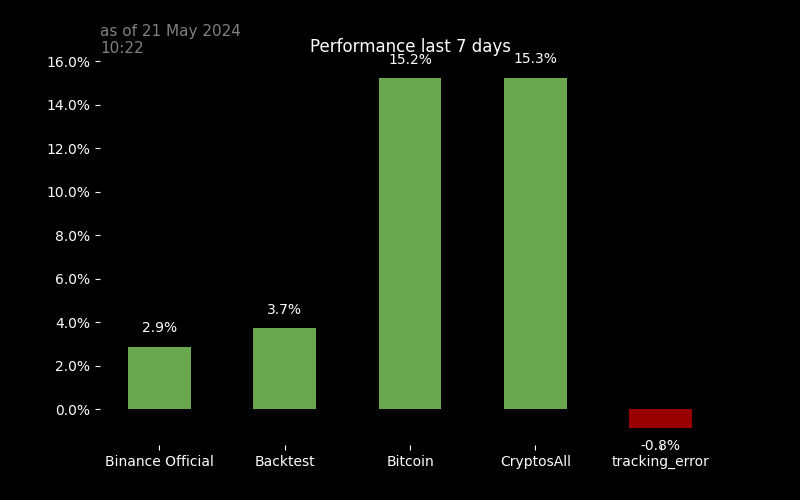 as of 21 May 2024
10:22
Performance last 7 days
16.0%
14.0%
12.0%
10.0%
8.0%
6.0%
4.0%
2.0%
0.0%
2.9%
3.7%
15.2%
15.3%
-0.8%
Binance Official
Backtest
Bitcoin
CryptosAll
tracking_error